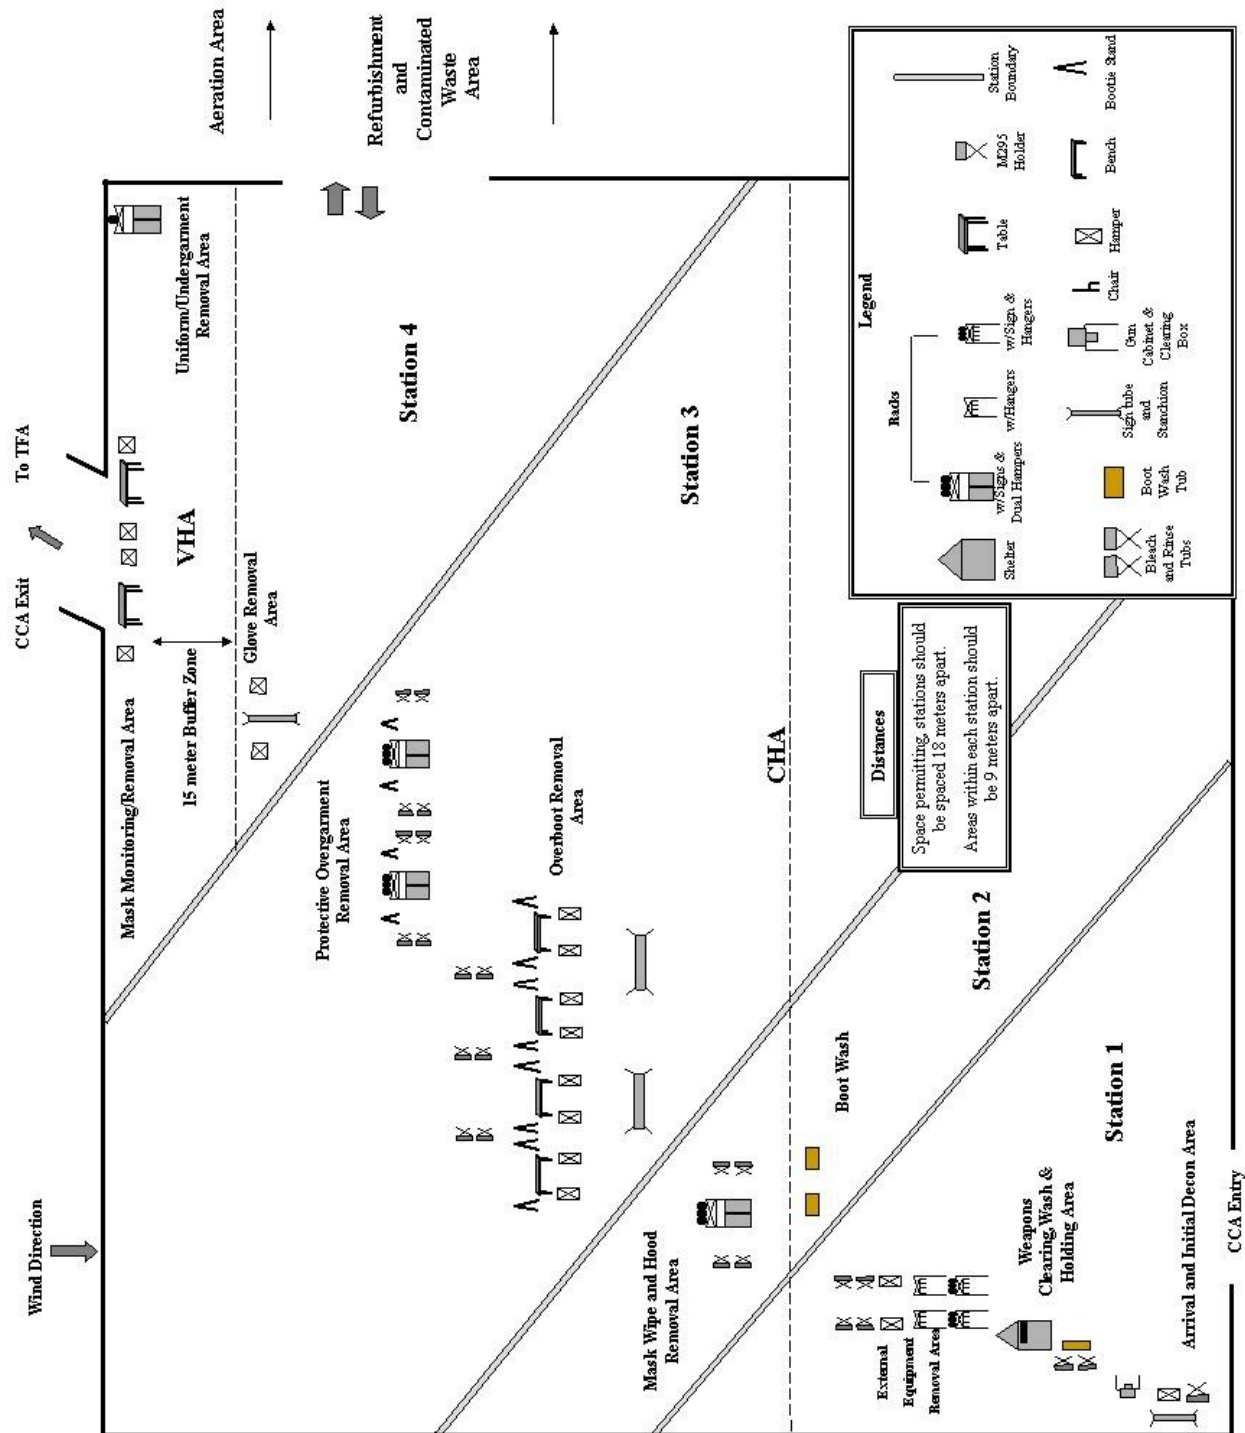 Wind Direction
CCA Exit
To TFA
Aeration Area
Refurbishment
and
Contaminated
Waste
Area
Mask Monitoring/Removal Area
VHA
15 meter Buffer Zone
Uniform/Undergarment
Removal Area
Glove Removal
Area
Station 4
Protective Overgarment
Removal Area
Overboot Removal
Area
Station 3
Mask Wipe and Hood
Removal Area
CHA
Boot Wash
Station 2
External
Equipment
Removal Area
Weapons
Clearing, Wash &
Holding Area
Station 1
Arrival and Initial Decon Area
CCA Entry
Distances
Space permitting, stations should
be spaced 18 meters apart.
Areas within each station should
be 9 meters apart.
Legend
Racks
Shelter
w/Signs &
Dual Hampers
w/Hangers
w/Sign &
Hangers
Table
M295
Holder
Station
Boundary
Bleach
and Rinse
Tubs
Boot
Wash
Tub
Sign tube
and
Stanchion
Gun
Cabinet &
Clearing
Box
Chair
Hamper
Bench
Bootie Stand